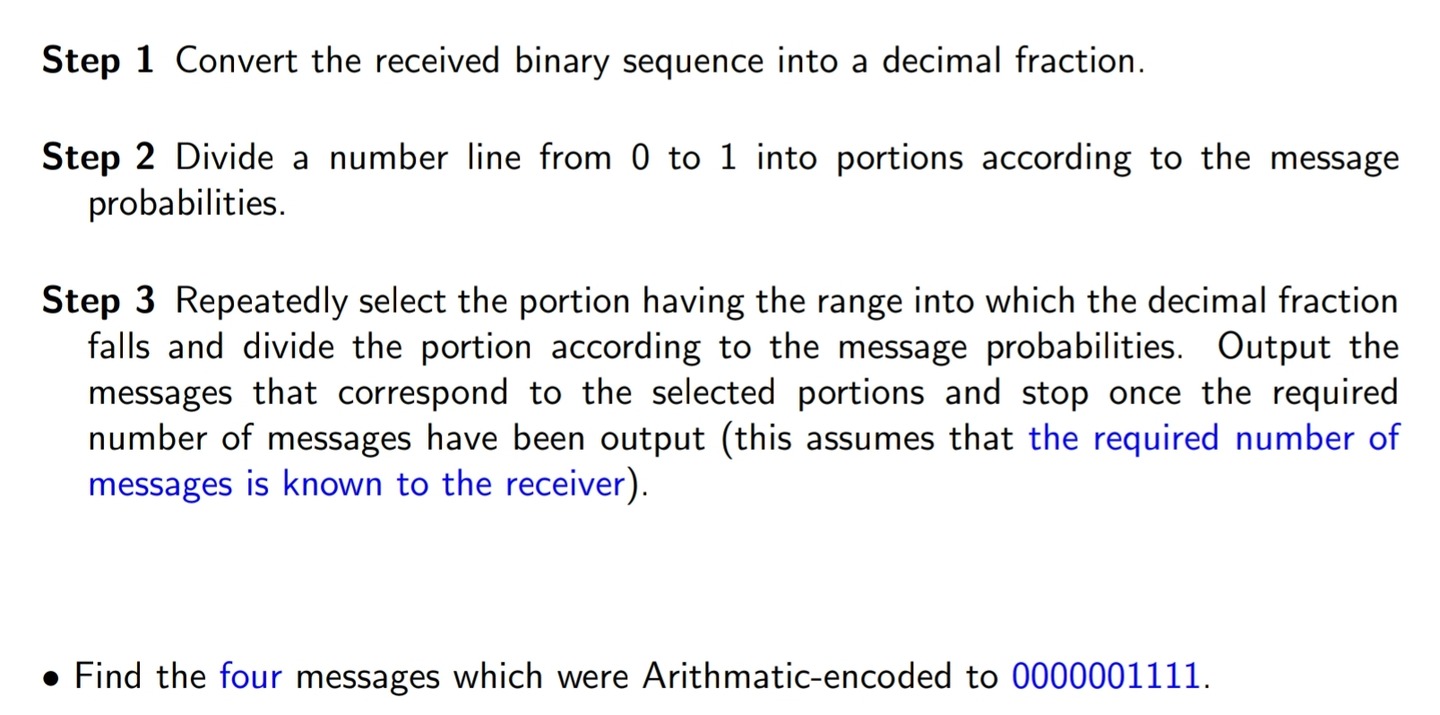 Step 1 Convert the received binary sequence into a decimal fraction.
Step 2 Divide a number line from 0 to 1 into portions according to the message
probabilities.
Step 3 Repeatedly select the portion having the range into which the decimal fraction
falls and divide the portion according to the message probabilities. Output the
messages that correspond to the selected portions and stop once the required
number of messages have been output (this assumes that the required number of
messages is known to the receiver).
• Find the four messages which were Arithmatic-encoded to 0000001111.